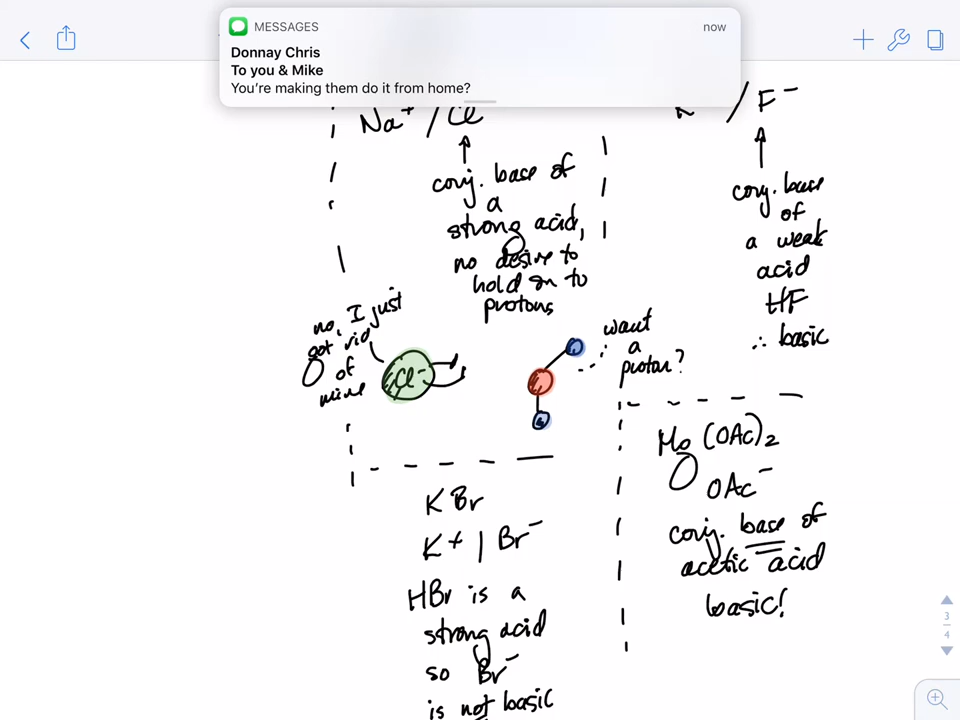 MESSAGES
now
Donnay Chris
To you & Mike
You're making them do it from home?
Na+ / Cl
/ F⁻
conj. base of
a
strong acid,
no desire to
hold on to
protons
conj. base
of
a weak
acid
HF
∴ basic
no, I just
got rid
of
mine
Cl⁻
want
a
proton?
KBr
K+ | Br⁻
HBr is a
strong acid
so Br⁻
is not basic
Mg (OAc)₂
OAc⁻
conj. base of
acetic acid
basic!
3
4